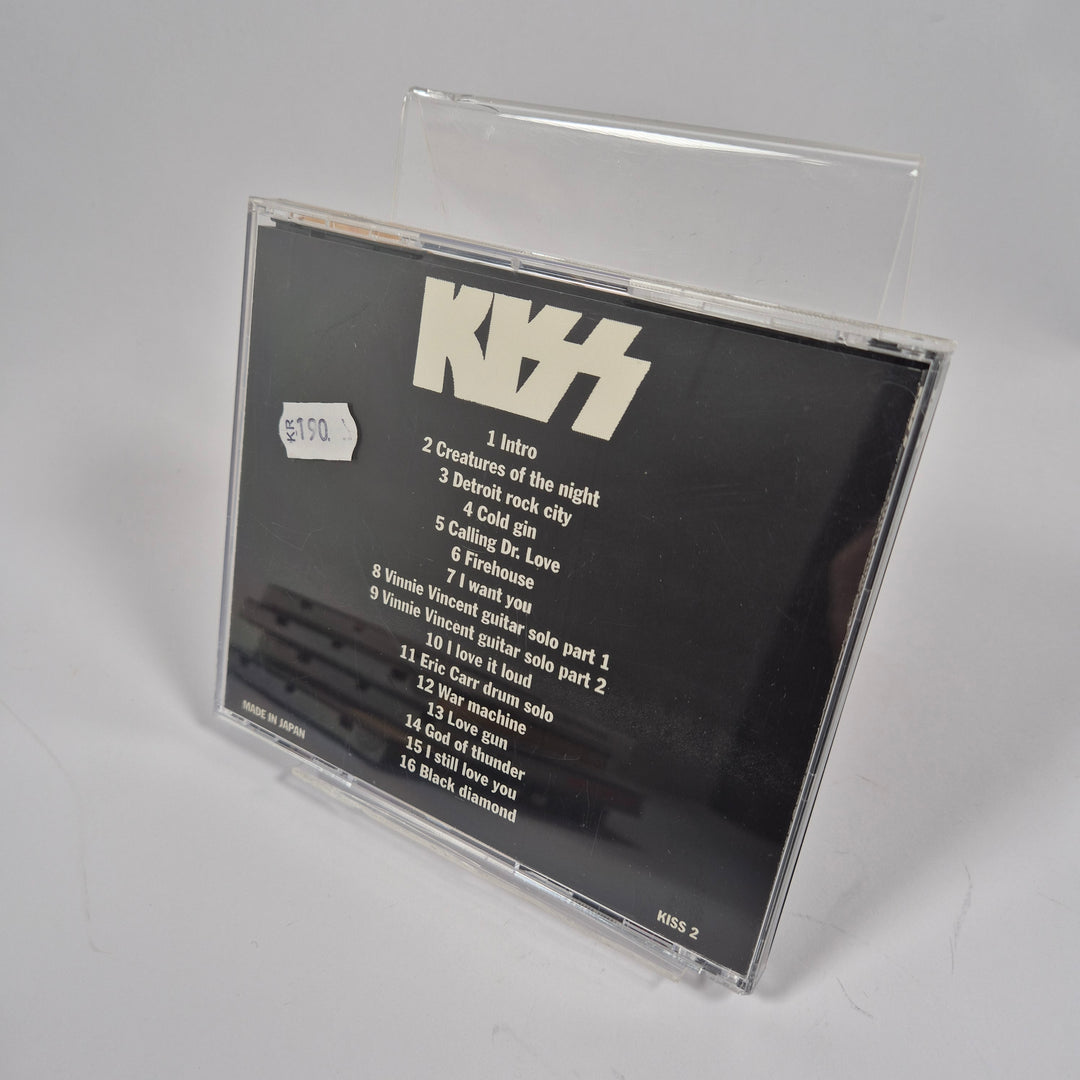 KISS
KR 190.
1 Intro
2 Creatures of the night
3 Detroit rock city
4 Cold gin
5 Calling Dr. Love
6 Firehouse
7 I want you
8 Vinnie Vincent guitar solo part 1
9 Vinnie Vincent guitar solo part 2
10 I love it loud
11 Eric Carr drum solo
12 War machine
13 Love gun
14 God of thunder
15 I still love you
16 Black diamond
MADE IN JAPAN
KISS 2